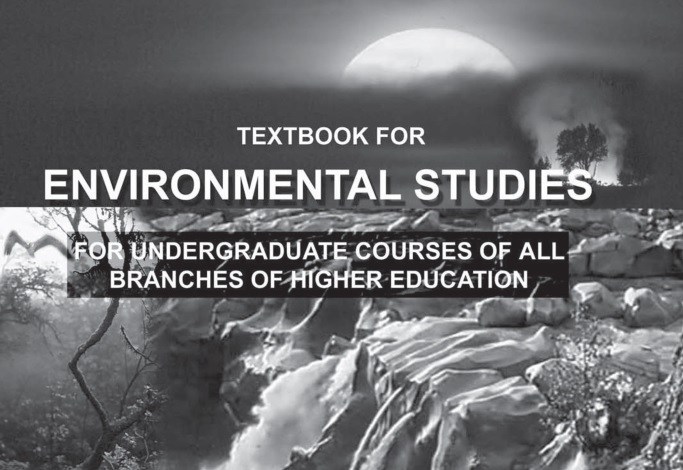 TEXTBOOK FOR
ENVIRONMENTAL STUDIES
FOR UNDERGRADUATE COURSES OF ALL
BRANCHES OF HIGHER EDUCATION